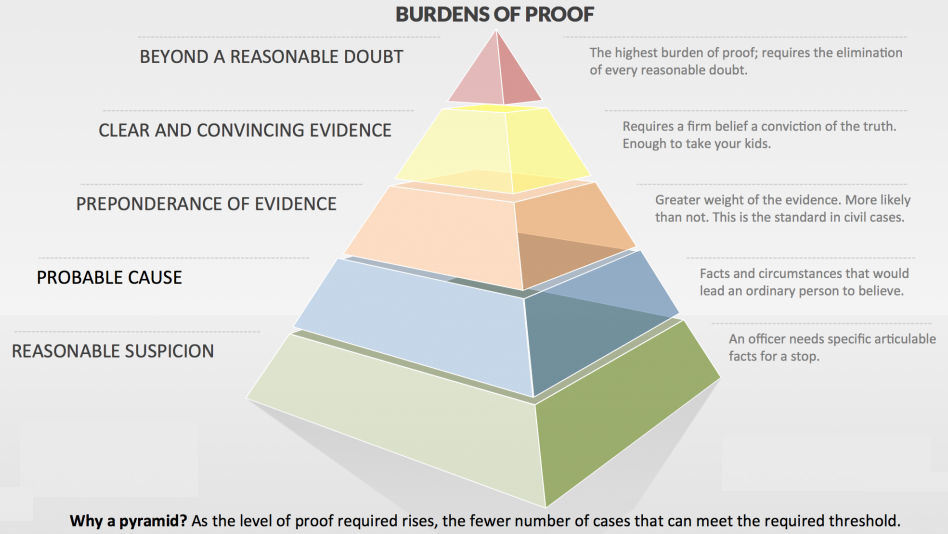 BURDENS OF PROOF
BEYOND A REASONABLE DOUBT
The highest burden of proof; requires the elimination
of every reasonable doubt.
CLEAR AND CONVINCING EVIDENCE
Requires a firm belief a conviction of the truth.
Enough to take your kids.
PREPONDERANCE OF EVIDENCE
Greater weight of the evidence. More likely
than not. This is the standard in civil cases.
PROBABLE CAUSE
Facts and circumstances that would
lead an ordinary person to believe.
REASONABLE SUSPICION
An officer needs specific articulable
facts for a stop.
Why a pyramid? As the level of proof required rises, the fewer number of cases that can meet the required threshold.